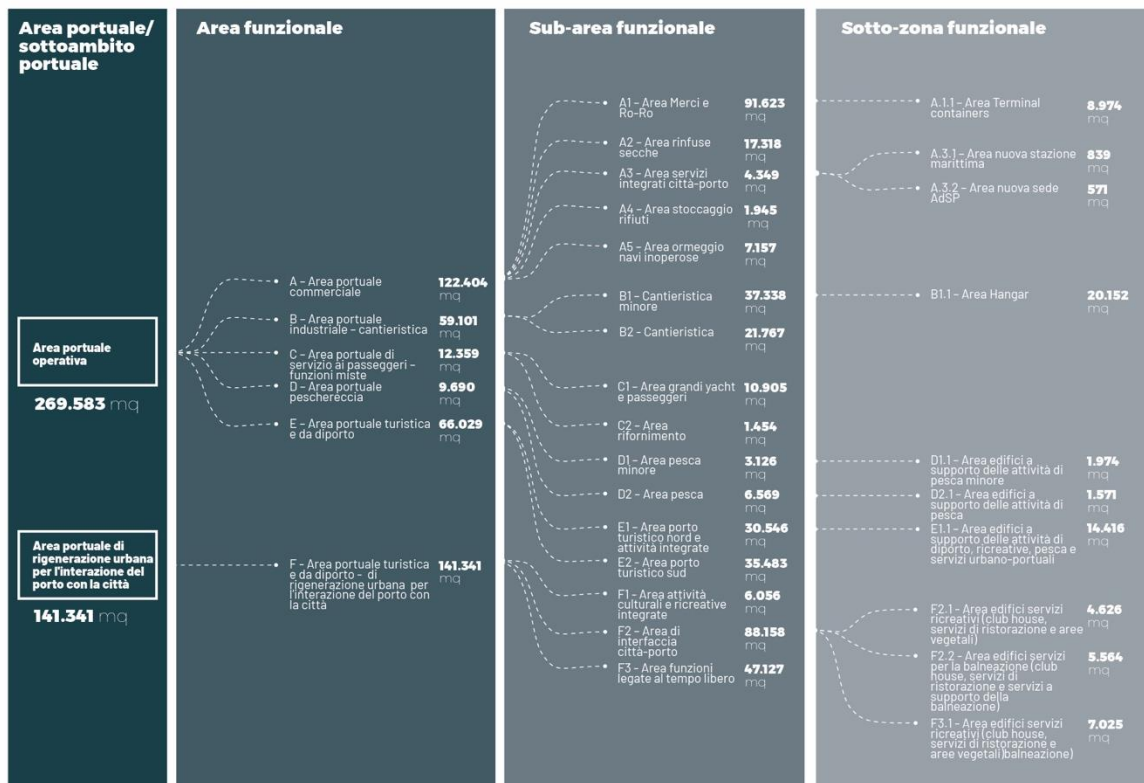 Area portuale/
sottoambito
portuale
Area portuale
operativa
269.583 mq
Area portuale di
rigenerazione urbana
per l'interazione del
porto con la città
141.341 mq
Area funzionale
A – Area portuale
commerciale
122.404
mq
B – Area portuale
industriale – cantieristica
59.101
mq
C – Area portuale di
servizio ai passeggeri –
funzioni miste
12.359
mq
D – Area portuale
peschereccia
9.690
mq
E – Area portuale turistica
e da diporto
66.029
mq
F – Area portuale turistica
e da diporto – di
rigenerazione urbana per
l'interazione del porto con
la città
141.341
mq
Sub-area funzionale
A1 – Area Merci e
Ro-Ro
91.623
mq
A2 – Area rinfuse
secche
17.318
mq
A3 – Area servizi
integrati città-porto
4.349
mq
A4 – Area stoccaggio
rifiuti
1.945
mq
A5 – Area ormeggio
navi inoperose
7.157
mq
B1 – Cantieristica
minore
37.338
mq
B2 – Cantieristica
21.767
mq
C1 – Area grandi yacht
e passeggeri
10.905
mq
C2 – Area
rifornimento
1.454
mq
D1 – Area pesca
minore
3.126
mq
D2 – Area pesca
6.569
mq
E1 – Area porto
turistico nord e
attività integrate
30.546
mq
E2 – Area porto
turistico sud
35.483
mq
F1 – Area attività
culturali e ricreative
integrate
6.056
mq
F2 – Area di
interfaccia
città-porto
88.158
mq
F3 – Area funzioni
legate al tempo libero
47.127
mq
Sotto-zona funzionale
A.1.1 – Area Terminal
containers
8.974
mq
A.3.1 – Area nuova stazione
marittima
839
mq
A.3.2 – Area nuova sede
AdSP
571
mq
B1.1 – Area Hangar
20.152
mq
D1.1 – Area edifici a
supporto delle attività di
pesca minore
1.974
mq
D2.1 – Area edifici a
supporto delle attività di
pesca
1.571
mq
E1.1 – Area edifici a
supporto delle attività di
diporto, ricreative, pesca e
servizi urbano-portuali
14.416
mq
F2.1 – Area edifici servizi
ricreativi (club house,
servizi di ristorazione e aree
vegetali)
4.626
mq
F2.2 – Area edifici servizi
per la balneazione (club
house, servizi di
ristorazione e servizi a
supporto della
balneazione)
5.564
mq
F3.1 – Area edifici servizi
ricreativi (club house,
servizi di ristorazione e
aree vegetali)balneazione)
7.025
mq